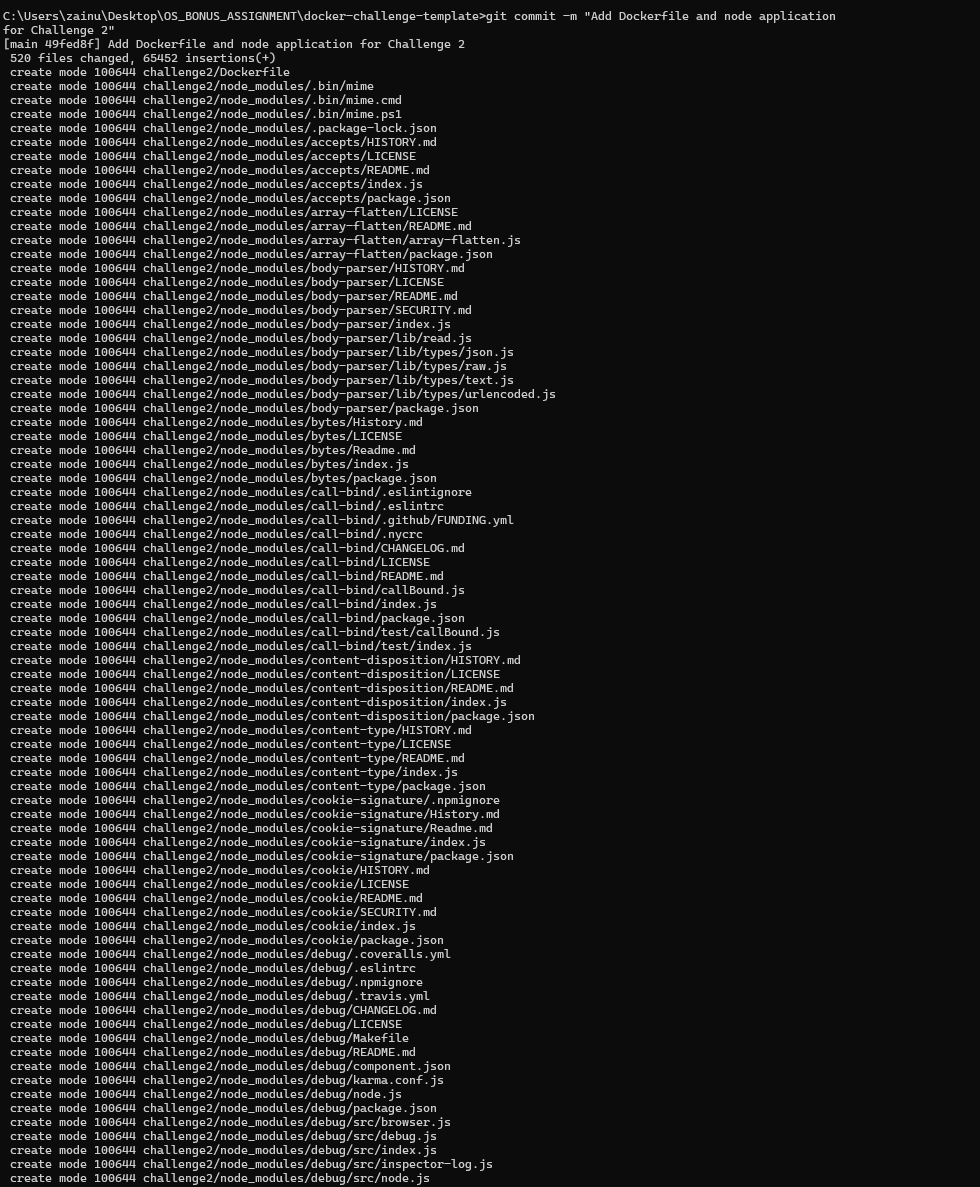 C:\Users\zainu\Desktop\OS_BONUS_ASSIGNMENT\docker-challenge-template>git commit -m "Add Dockerfile and node application
for Challenge 2"
[main 49fed8f] Add Dockerfile and node application for Challenge 2
 520 files changed, 65452 insertions(+)
 create mode 100644 challenge2/Dockerfile
 create mode 100644 challenge2/node_modules/.bin/mime
 create mode 100644 challenge2/node_modules/.bin/mime.cmd
 create mode 100644 challenge2/node_modules/.bin/mime.ps1
 create mode 100644 challenge2/node_modules/.package-lock.json
 create mode 100644 challenge2/node_modules/accepts/HISTORY.md
 create mode 100644 challenge2/node_modules/accepts/LICENSE
 create mode 100644 challenge2/node_modules/accepts/README.md
 create mode 100644 challenge2/node_modules/accepts/index.js
 create mode 100644 challenge2/node_modules/accepts/package.json
 create mode 100644 challenge2/node_modules/array-flatten/LICENSE
 create mode 100644 challenge2/node_modules/array-flatten/README.md
 create mode 100644 challenge2/node_modules/array-flatten/array-flatten.js
 create mode 100644 challenge2/node_modules/array-flatten/package.json
 create mode 100644 challenge2/node_modules/body-parser/HISTORY.md
 create mode 100644 challenge2/node_modules/body-parser/LICENSE
 create mode 100644 challenge2/node_modules/body-parser/README.md
 create mode 100644 challenge2/node_modules/body-parser/SECURITY.md
 create mode 100644 challenge2/node_modules/body-parser/index.js
 create mode 100644 challenge2/node_modules/body-parser/lib/read.js
 create mode 100644 challenge2/node_modules/body-parser/lib/types/json.js
 create mode 100644 challenge2/node_modules/body-parser/lib/types/raw.js
 create mode 100644 challenge2/node_modules/body-parser/lib/types/text.js
 create mode 100644 challenge2/node_modules/body-parser/lib/types/urlencoded.js
 create mode 100644 challenge2/node_modules/body-parser/package.json
 create mode 100644 challenge2/node_modules/bytes/History.md
 create mode 100644 challenge2/node_modules/bytes/LICENSE
 create mode 100644 challenge2/node_modules/bytes/Readme.md
 create mode 100644 challenge2/node_modules/bytes/index.js
 create mode 100644 challenge2/node_modules/bytes/package.json
 create mode 100644 challenge2/node_modules/call-bind/.eslintignore
 create mode 100644 challenge2/node_modules/call-bind/.eslintrc
 create mode 100644 challenge2/node_modules/call-bind/.github/FUNDING.yml
 create mode 100644 challenge2/node_modules/call-bind/.nycrc
 create mode 100644 challenge2/node_modules/call-bind/CHANGELOG.md
 create mode 100644 challenge2/node_modules/call-bind/LICENSE
 create mode 100644 challenge2/node_modules/call-bind/README.md
 create mode 100644 challenge2/node_modules/call-bind/callBound.js
 create mode 100644 challenge2/node_modules/call-bind/index.js
 create mode 100644 challenge2/node_modules/call-bind/package.json
 create mode 100644 challenge2/node_modules/call-bind/test/callBound.js
 create mode 100644 challenge2/node_modules/call-bind/test/index.js
 create mode 100644 challenge2/node_modules/content-disposition/HISTORY.md
 create mode 100644 challenge2/node_modules/content-disposition/LICENSE
 create mode 100644 challenge2/node_modules/content-disposition/README.md
 create mode 100644 challenge2/node_modules/content-disposition/index.js
 create mode 100644 challenge2/node_modules/content-disposition/package.json
 create mode 100644 challenge2/node_modules/content-type/HISTORY.md
 create mode 100644 challenge2/node_modules/content-type/LICENSE
 create mode 100644 challenge2/node_modules/content-type/README.md
 create mode 100644 challenge2/node_modules/content-type/index.js
 create mode 100644 challenge2/node_modules/content-type/package.json
 create mode 100644 challenge2/node_modules/cookie-signature/.npmignore
 create mode 100644 challenge2/node_modules/cookie-signature/History.md
 create mode 100644 challenge2/node_modules/cookie-signature/Readme.md
 create mode 100644 challenge2/node_modules/cookie-signature/index.js
 create mode 100644 challenge2/node_modules/cookie-signature/package.json
 create mode 100644 challenge2/node_modules/cookie/HISTORY.md
 create mode 100644 challenge2/node_modules/cookie/LICENSE
 create mode 100644 challenge2/node_modules/cookie/README.md
 create mode 100644 challenge2/node_modules/cookie/SECURITY.md
 create mode 100644 challenge2/node_modules/cookie/index.js
 create mode 100644 challenge2/node_modules/cookie/package.json
 create mode 100644 challenge2/node_modules/debug/.coveralls.yml
 create mode 100644 challenge2/node_modules/debug/.eslintrc
 create mode 100644 challenge2/node_modules/debug/.npmignore
 create mode 100644 challenge2/node_modules/debug/.travis.yml
 create mode 100644 challenge2/node_modules/debug/CHANGELOG.md
 create mode 100644 challenge2/node_modules/debug/LICENSE
 create mode 100644 challenge2/node_modules/debug/Makefile
 create mode 100644 challenge2/node_modules/debug/README.md
 create mode 100644 challenge2/node_modules/debug/component.json
 create mode 100644 challenge2/node_modules/debug/karma.conf.js
 create mode 100644 challenge2/node_modules/debug/node.js
 create mode 100644 challenge2/node_modules/debug/package.json
 create mode 100644 challenge2/node_modules/debug/src/browser.js
 create mode 100644 challenge2/node_modules/debug/src/debug.js
 create mode 100644 challenge2/node_modules/debug/src/index.js
 create mode 100644 challenge2/node_modules/debug/src/inspector-log.js
 create mode 100644 challenge2/node_modules/debug/src/node.js